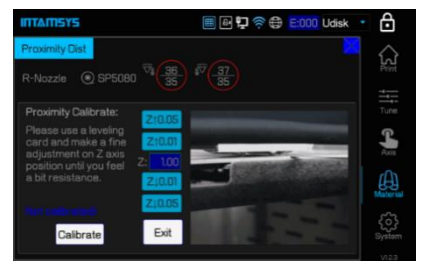 INTAMSYS
E:000 Udisk
Proximity Dist
R-Nozzle SP5080
36
35
37
35
Print
Tune
Axis
Material
System
V1.2.3
Proximity Calibrate:
Please use a leveling
card and make a fine
adjustment on Z axis
position until you feel
a bit resistance.
Z↑0.05
Z↑0.01
Z: 1.00
Z↓0.01
Z↓0.05
Calibrate
Exit